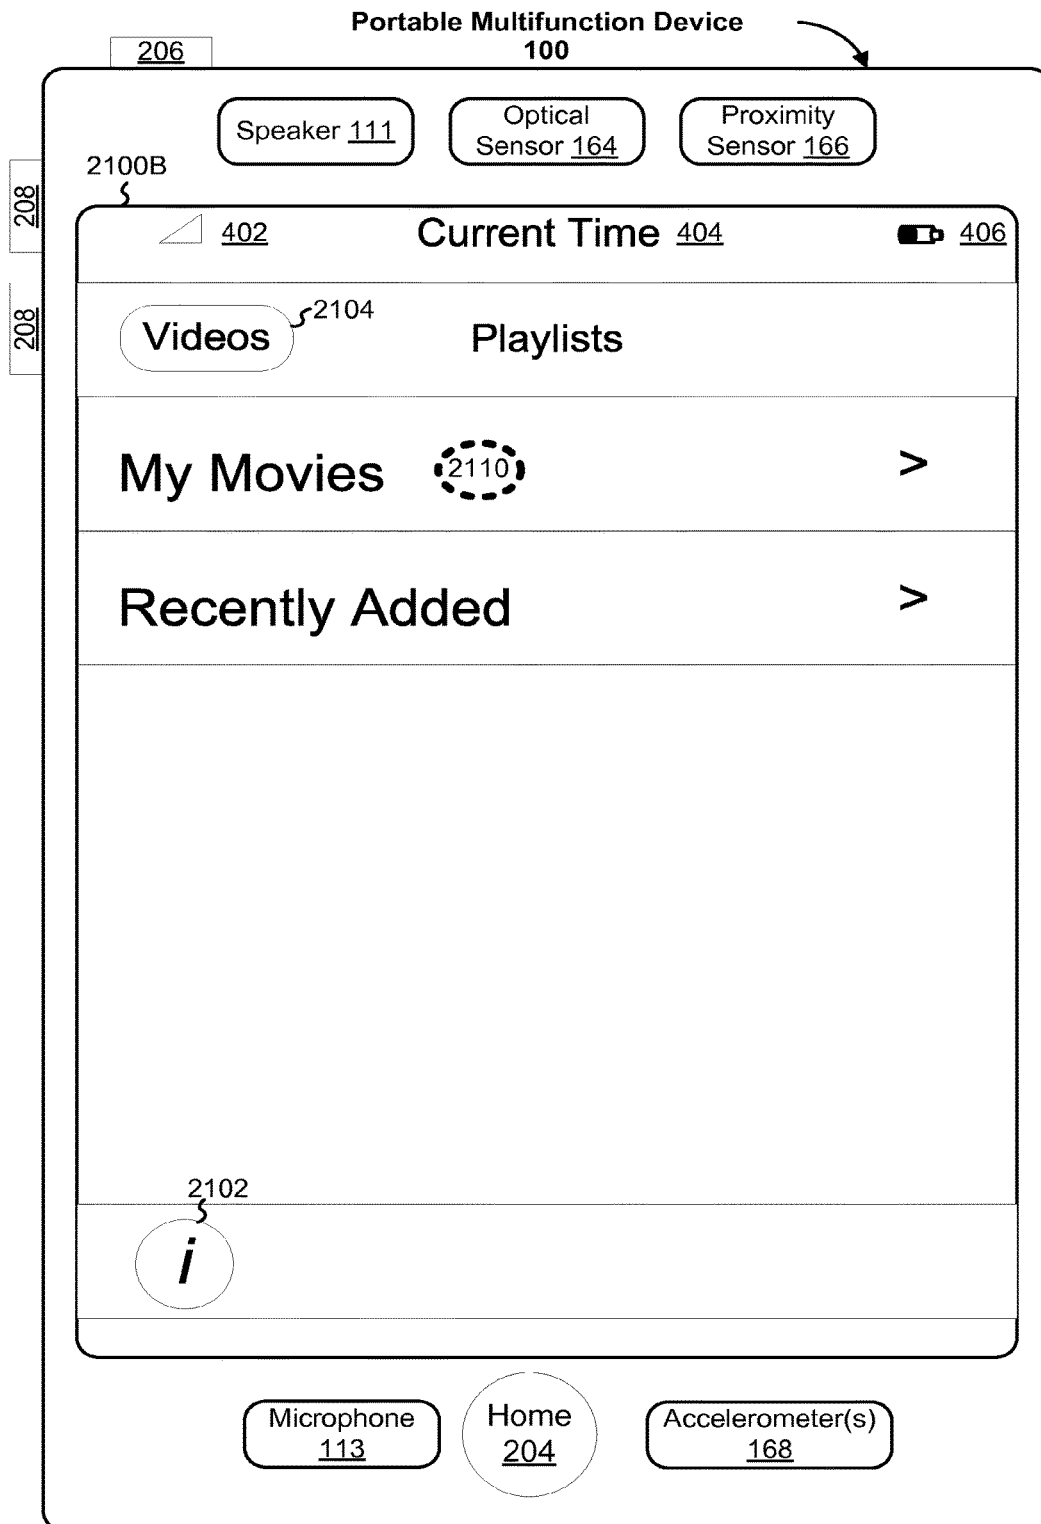 Portable Multifunction Device
100
206
Speaker 111
Optical
Sensor 164
Proximity
Sensor 166
2100B
208
402
Current Time 404
406
208
Videos
2104
Playlists
My Movies
2110
>
Recently Added
>
2102
i
Microphone
113
Home
204
Accelerometer(s)
168